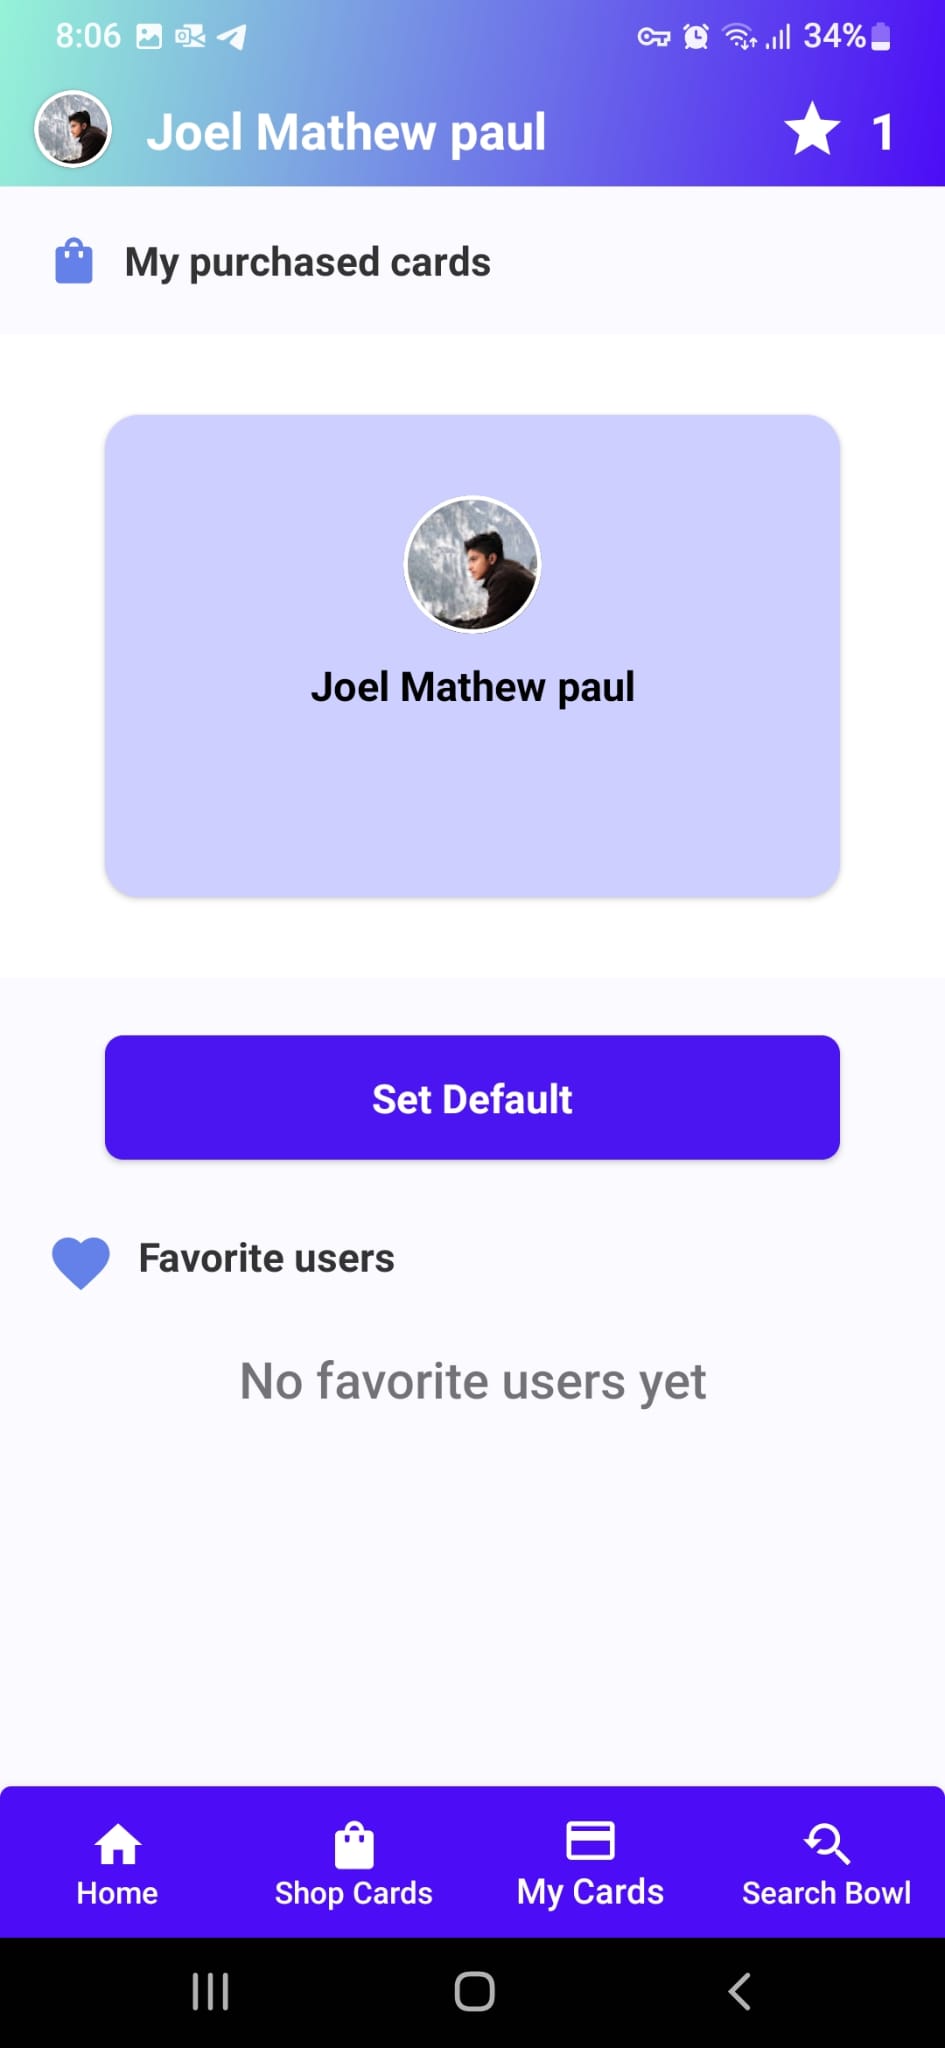 8:06
34%
Joel Mathew paul
1
My purchased cards
Joel Mathew paul
Set Default
Favorite users
No favorite users yet
Home
Shop Cards
My Cards
Search Bowl